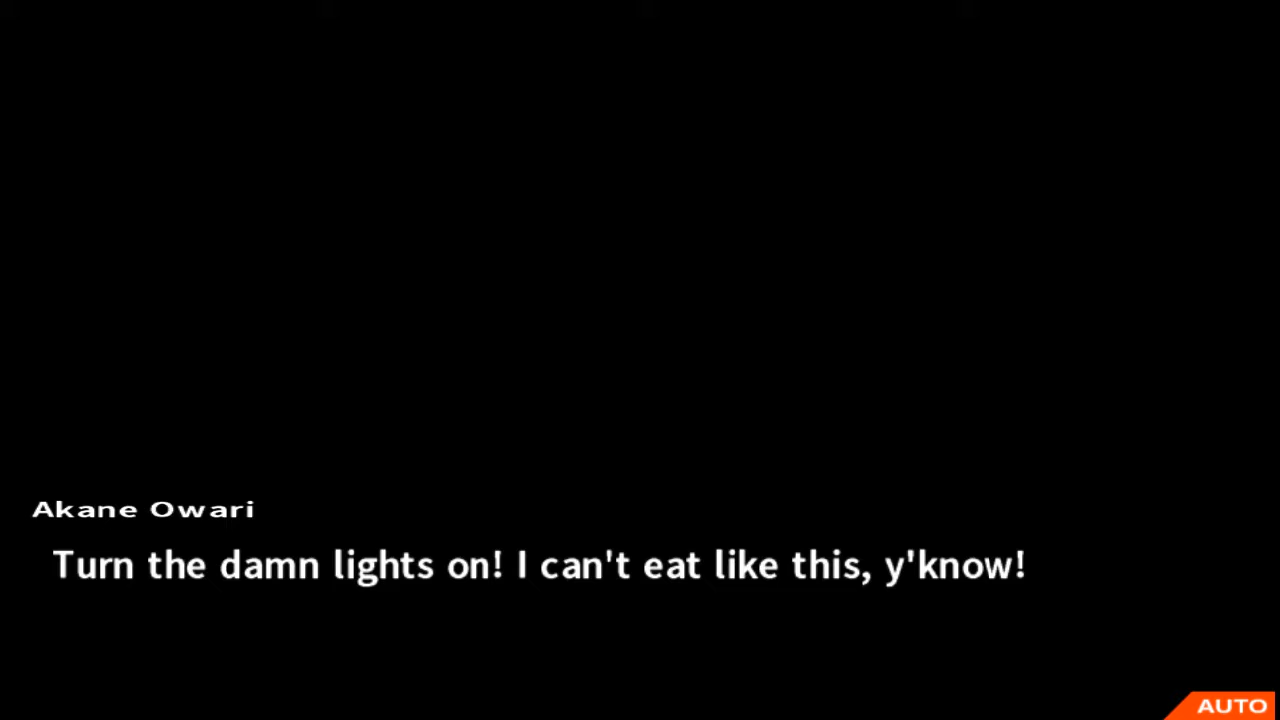 Akane Owari
Turn the damn lights on! I can't eat like this, y'know!
AUTO